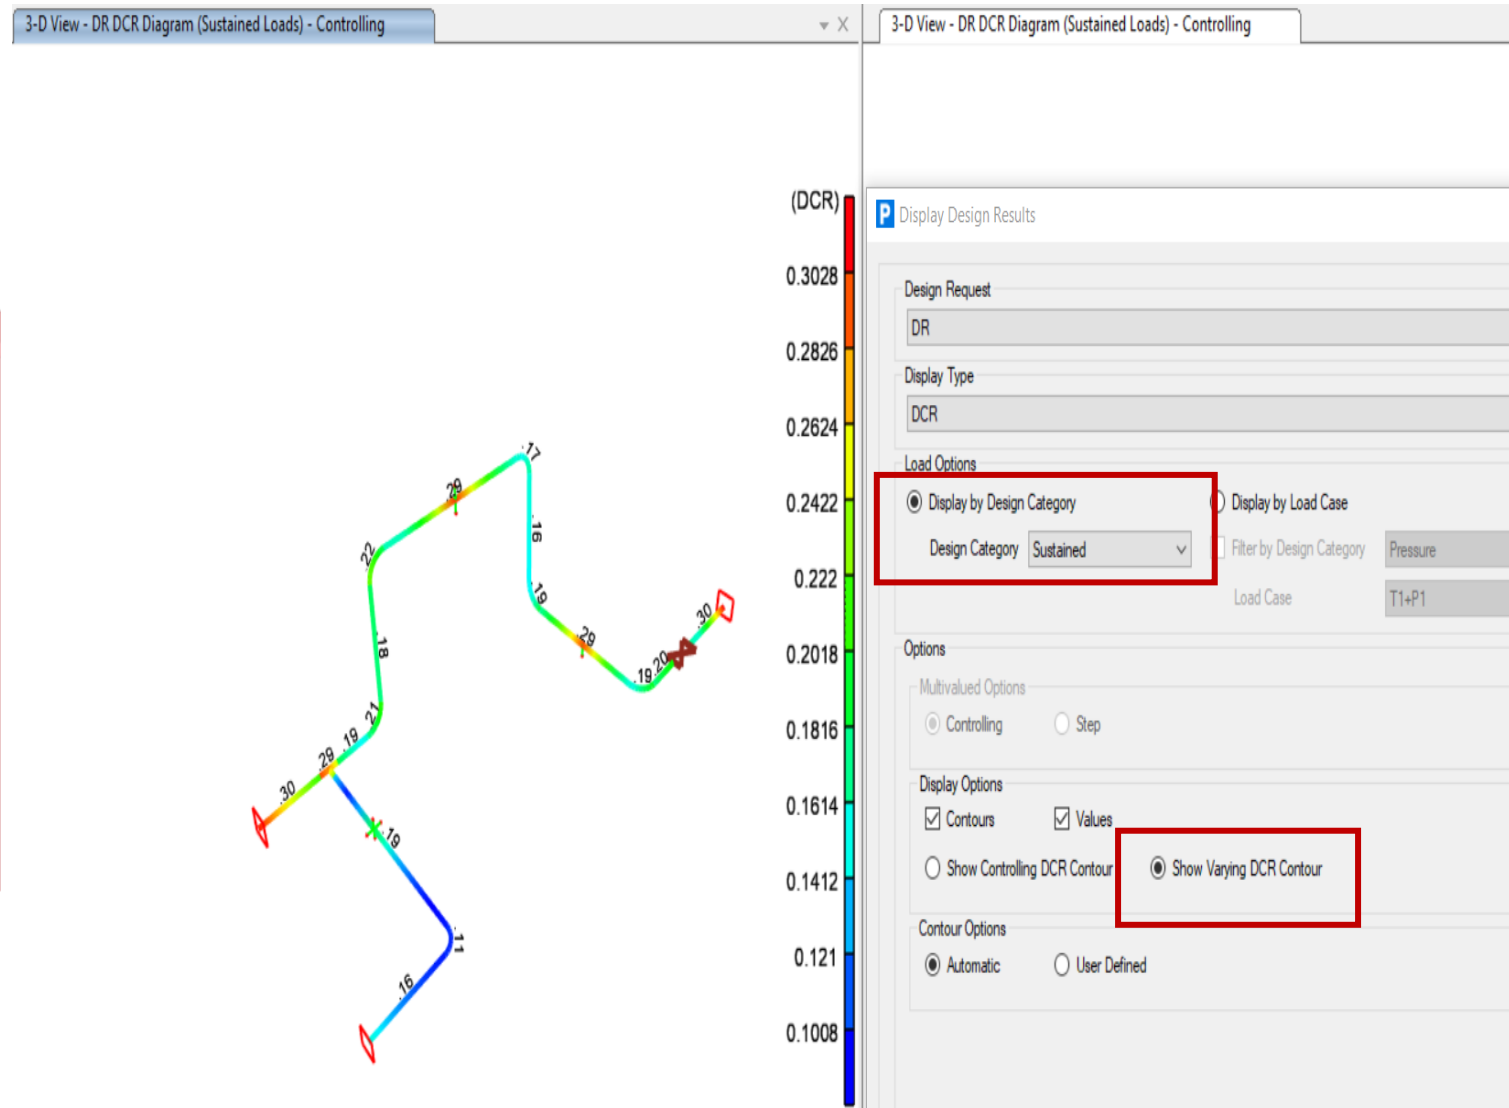 3-D View - DR DCR Diagram (Sustained Loads) - Controlling
(DCR)
0.3028
0.2826
0.2624
0.2422
0.222
0.2018
0.1816
0.1614
0.1412
0.121
0.1008
.17
.29
.16
.22
.19
.30
.29
.18
.20
.19
.21
.19
.29
.30
.19
.11
.16
3-D View - DR DCR Diagram (Sustained Loads) - Controlling
P Display Design Results
Design Request
DR
Display Type
DCR
Load Options
Display by Design Category Display by Load Case
Design Category Sustained Filter by Design Category Pressure
Load Case T1+P1
Options
Multivalued Options
Controlling Step
Display Options
Contours Values
Show Controlling DCR Contour Show Varying DCR Contour
Contour Options
Automatic User Defined